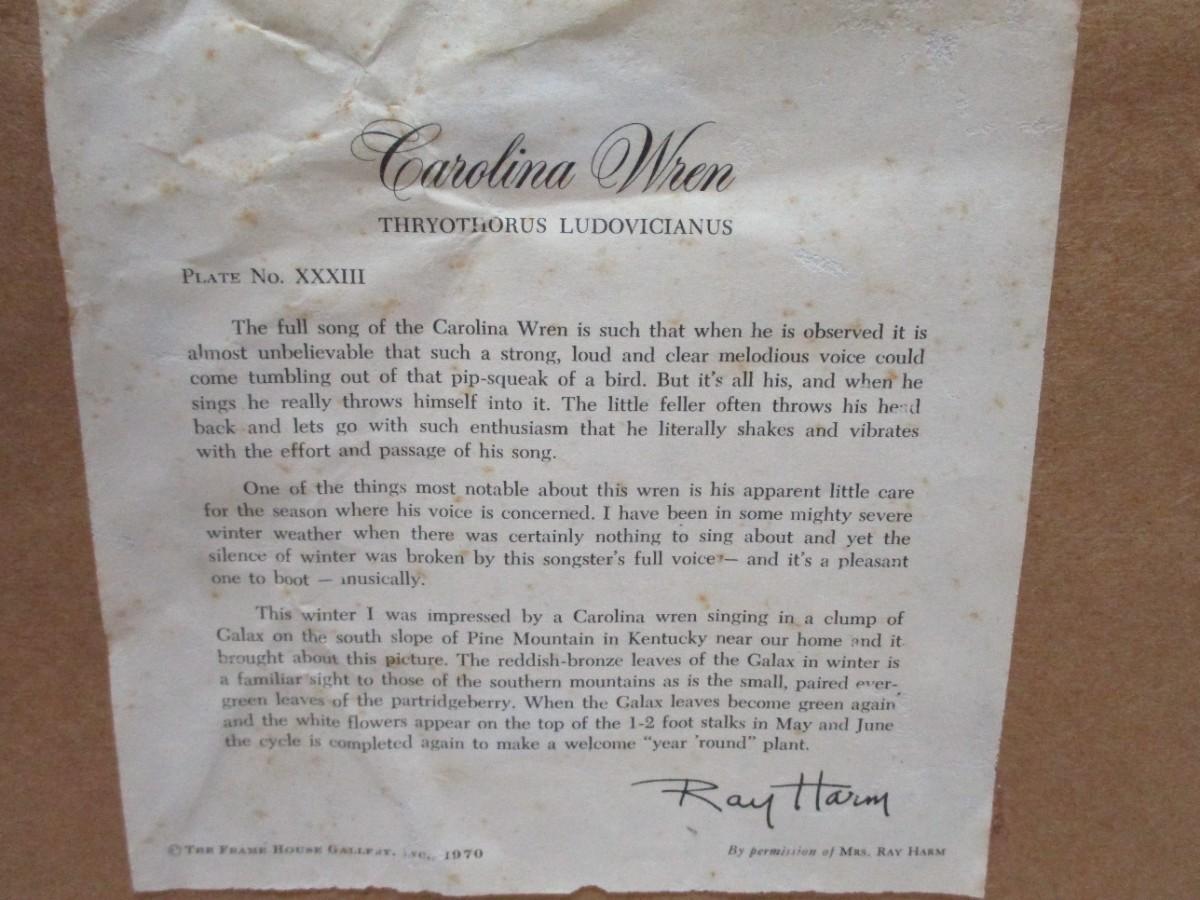 Carolina Wren
THRYOTHORUS LUDOVICIANUS
PLATE NO. XXXIII
The full song of the Carolina Wren is such that when he is observed it is
almost unbelievable that such a strong, loud and clear melodious voice could
come tumbling out of that pip-squeak of a bird. But it's all his, and when he
sings he really throws himself into it. The little feller often throws his head
back and lets go with such enthusiasm that he literally shakes and vibrates
with the effort and passage of his song.
One of the things most notable about this wren is his apparent little care
for the season where his voice is concerned. I have been in some mighty severe
winter weather when there was certainly nothing to sing about and yet the
silence of winter was broken by this songster's full voice — and it's a pleasant
one to boot — musically.
This winter I was impressed by a Carolina wren singing in a clump of
Galax on the south slope of Pine Mountain in Kentucky near our home and it
brought about this picture. The reddish-bronze leaves of the Galax in winter is
a familiar sight to those of the southern mountains as is the small, paired ever-
green leaves of the partridgeberry. When the Galax leaves become green again
and the white flowers appear on the top of the 1-2 foot stalks in May and June
the cycle is completed again to make a welcome "year 'round" plant.
Ray Harm
© THE FRAME HOUSE GALLERY, INC., 1970
By permission of MRS. RAY HARM